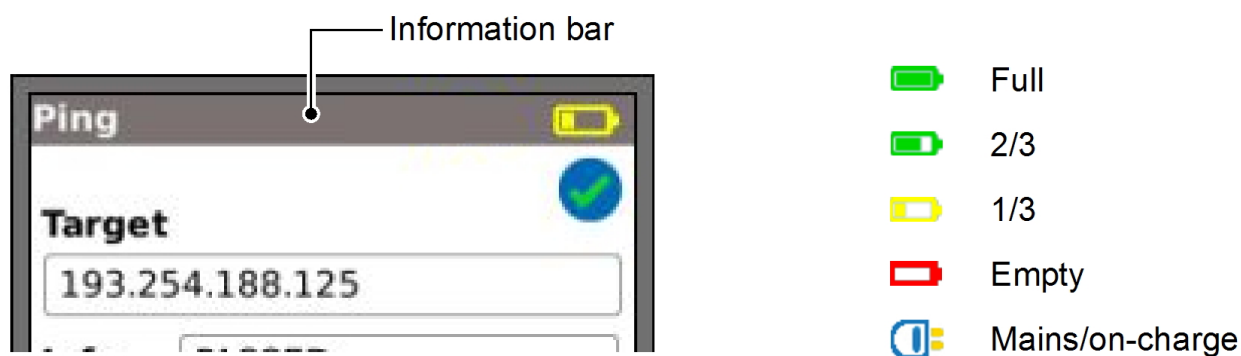 Information bar
Ping
Target
193.254.188.125
Full
2/3
1/3
Empty
Mains/on-charge